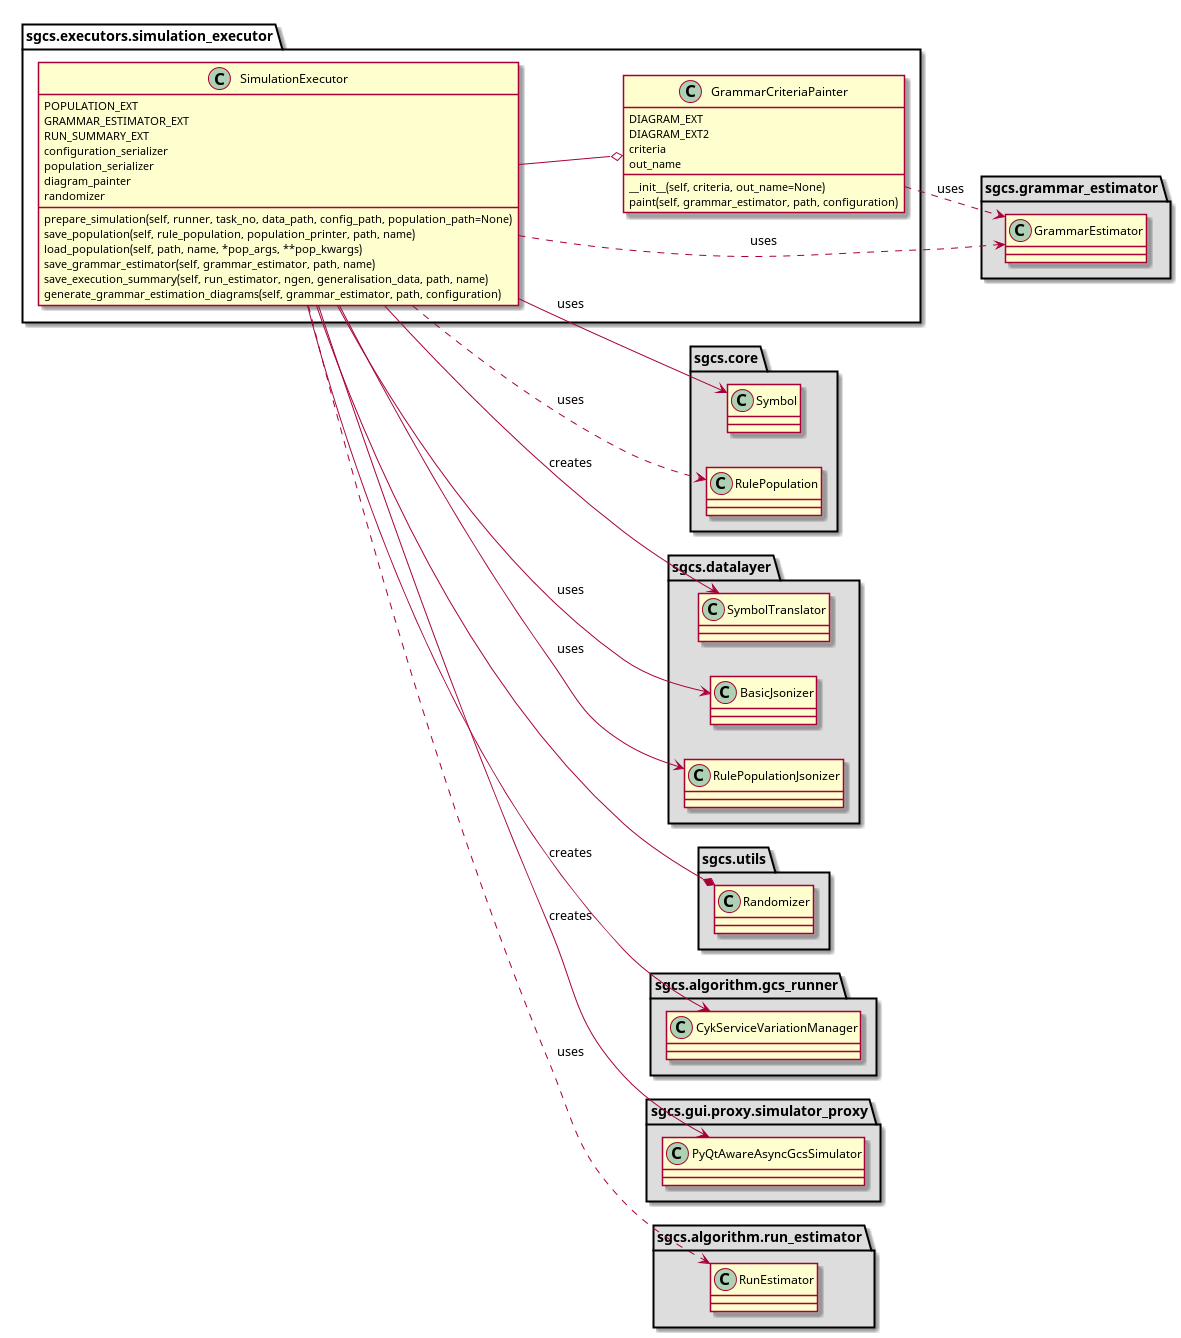 sgcs.executors.simulation_executor
C SimulationExecutor
POPULATION_EXT
GRAMMAR_ESTIMATOR_EXT
RUN_SUMMARY_EXT
configuration_serializer
population_serializer
diagram_painter
randomizer
prepare_simulation(self, runner, task_no, data_path, config_path, population_path=None)
save_population(self, rule_population, population_printer, path, name)
load_population(self, path, name, *pop_args, **pop_kwargs)
save_grammar_estimator(self, grammar_estimator, path, name)
save_execution_summary(self, run_estimator, ngen, generalisation_data, path, name)
generate_grammar_estimation_diagrams(self, grammar_estimator, path, configuration)
C GrammarCriteriaPainter
DIAGRAM_EXT
DIAGRAM_EXT2
criteria
out_name
__init__(self, criteria, out_name=None)
paint(self, grammar_estimator, path, configuration)
uses
sgcs.grammar_estimator
C GrammarEstimator
uses
uses
sgcs.core
C Symbol
uses
C RulePopulation
creates
sgcs.datalayer
C SymbolTranslator
uses
C BasicJsonizer
uses
C RulePopulationJsonizer
sgcs.utils
C Randomizer
creates
creates
sgcs.algorithm.gcs_runner
C CykServiceVariationManager
uses
sgcs.gui.proxy.simulator_proxy
C PyQtAwareAsyncGcsSimulator
sgcs.algorithm.run_estimator
C RunEstimator